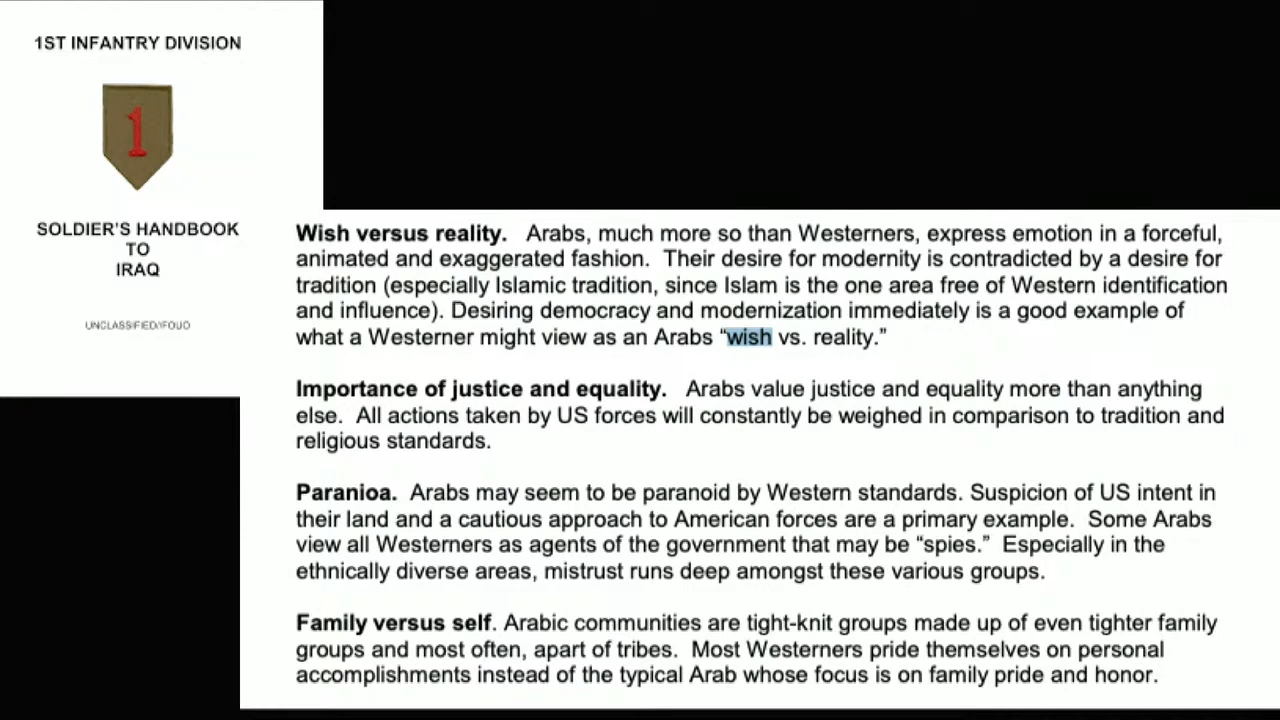 1ST INFANTRY DIVISION
1
SOLDIER'S HANDBOOK
TO
IRAQ
UNCLASSIFIED//FOUO
Wish versus reality. Arabs, much more so than Westerners, express emotion in a forceful,
animated and exaggerated fashion. Their desire for modernity is contradicted by a desire for
tradition (especially Islamic tradition, since Islam is the one area free of Western identification
and influence). Desiring democracy and modernization immediately is a good example of
what a Westerner might view as an Arabs “wish vs. reality.”
Importance of justice and equality. Arabs value justice and equality more than anything
else. All actions taken by US forces will constantly be weighed in comparison to tradition and
religious standards.
Paranioa. Arabs may seem to be paranoid by Western standards. Suspicion of US intent in
their land and a cautious approach to American forces are a primary example. Some Arabs
view all Westerners as agents of the government that may be “spies.” Especially in the
ethnically diverse areas, mistrust runs deep amongst these various groups.
Family versus self. Arabic communities are tight-knit groups made up of even tighter family
groups and most often, apart of tribes. Most Westerners pride themselves on personal
accomplishments instead of the typical Arab whose focus is on family pride and honor.